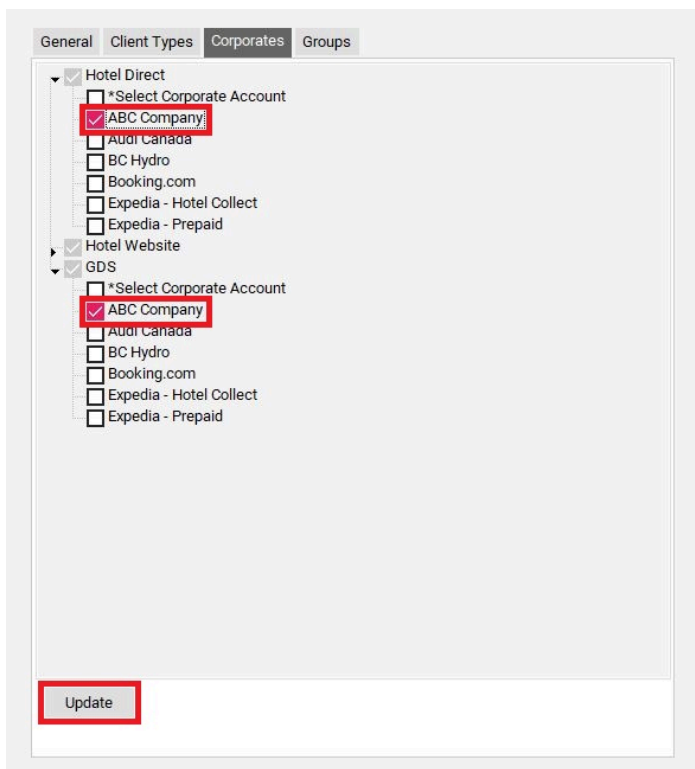 General Client Types Corporates Groups
Hotel Direct
*Select Corporate Account
ABC Company
Audi Canada
BC Hydro
Booking.com
Expedia - Hotel Collect
Expedia - Prepaid
Hotel Website
GDS
*Select Corporate Account
ABC Company
Audi Canada
BC Hydro
Booking.com
Expedia - Hotel Collect
Expedia - Prepaid
Update